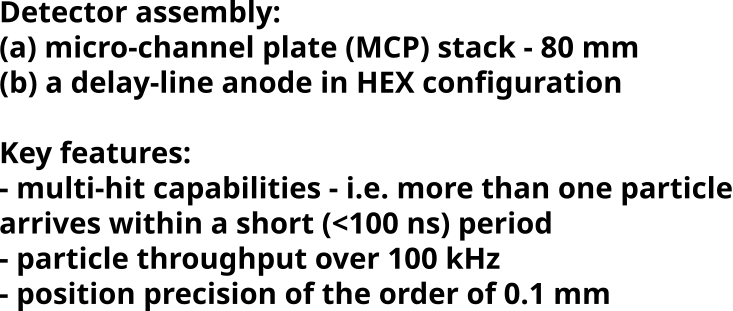 Detector assembly:
(a) micro-channel plate (MCP) stack - 80 mm
(b) a delay-line anode in HEX configuration
Key features:
- multi-hit capabilities - i.e. more than one particle
arrives within a short (<100 ns) period
- particle throughput over 100 kHz
- position precision of the order of 0.1 mm